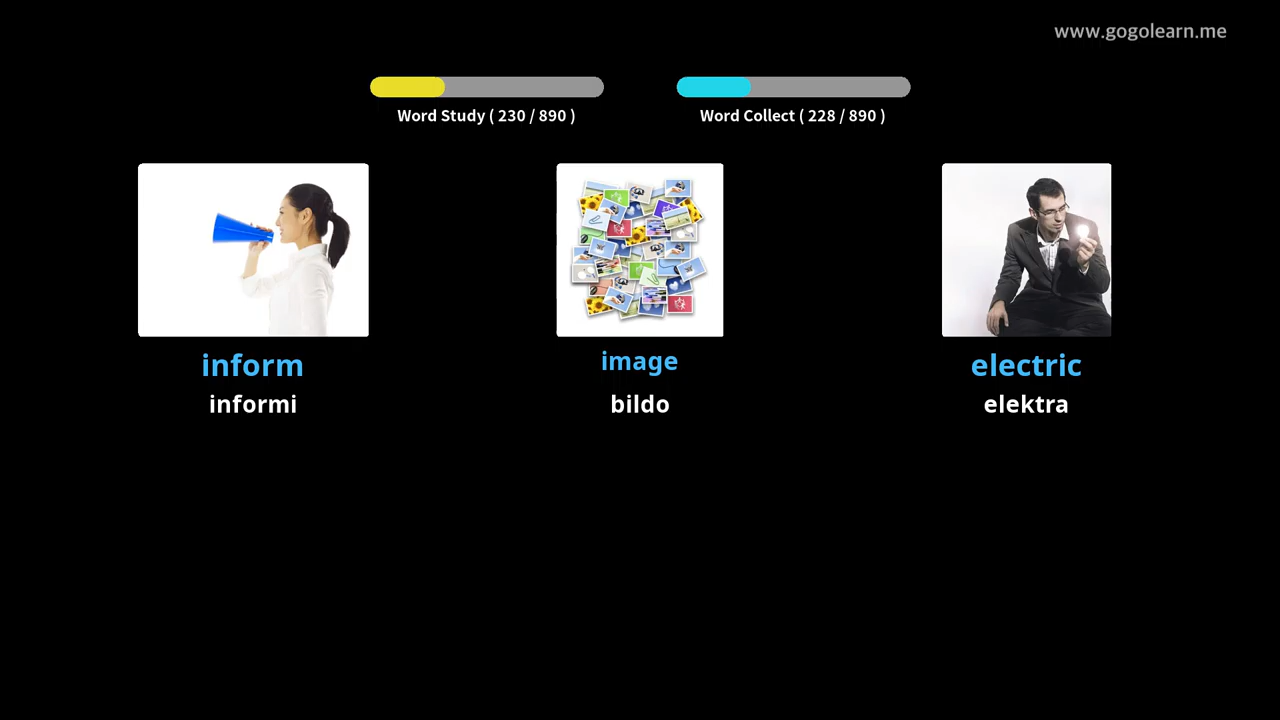 www.gogolearn.me
Word Study ( 230 / 890 )
Word Collect ( 228 / 890 )
inform
informi
image
bildo
electric
elektra